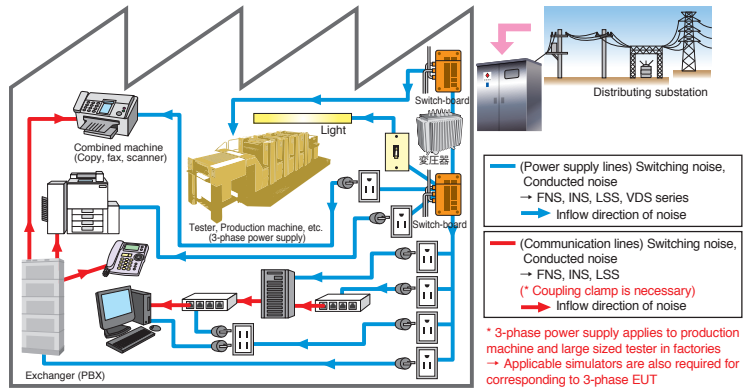 Switch-board
Distributing substation
Light
変圧器
Combined machine
(Copy, fax, scanner)
Tester, Production machine, etc.
(3-phase power supply)
Switch-board
Exchanger (PBX)
(Power supply lines) Switching noise,
Conducted noise
→ FNS, INS, LSS, VDS series
Inflow direction of noise
(Communication lines) Switching noise,
Conducted noise
→ FNS, INS, LSS
(* Coupling clamp is necessary)
Inflow direction of noise
* 3-phase power supply applies to production
machine and large sized tester in factories
→ Applicable simulators are also required for
corresponding to 3-phase EUT